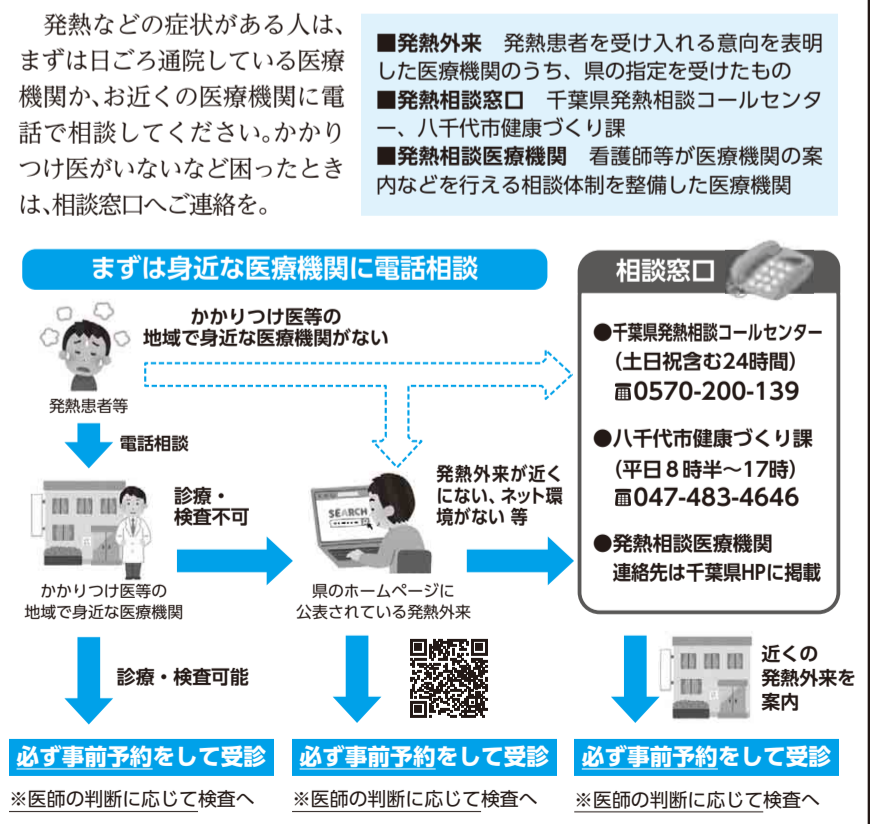 発熱などの症状がある人は、
まずは日ごろ通院している医療
機関か、お近くの医療機関に電
話で相談してください。かかり
つけ医がいないなど困ったとき
は、相談窓口へご連絡を。
■発熱外来　発熱患者を受け入れる意向を表明
した医療機関のうち、県の指定を受けたもの
■発熱相談窓口　千葉県発熱相談コールセンタ
ー、八千代市健康づくり課
■発熱相談医療機関　看護師等が医療機関の案
内などを行える相談体制を整備した医療機関
まずは身近な医療機関に電話相談
かかりつけ医等の
地域で身近な医療機関がない
発熱患者等
電話相談
診療・
検査不可
かかりつけ医等の
地域で身近な医療機関
SEARCH
県のホームページに
公表されている発熱外来
発熱外来が近く
にない、ネット環
境がない 等
相談窓口
●千葉県発熱相談コールセンター
（土日祝含む24時間）
☎0570-200-139
●八千代市健康づくり課
（平日８時半～17時）
☎047-483-4646
●発熱相談医療機関
連絡先は千葉県HPに掲載
診療・検査可能
近くの
発熱外来を
案内
必ず事前予約をして受診
※医師の判断に応じて検査へ
必ず事前予約をして受診
※医師の判断に応じて検査へ
必ず事前予約をして受診
※医師の判断に応じて検査へ